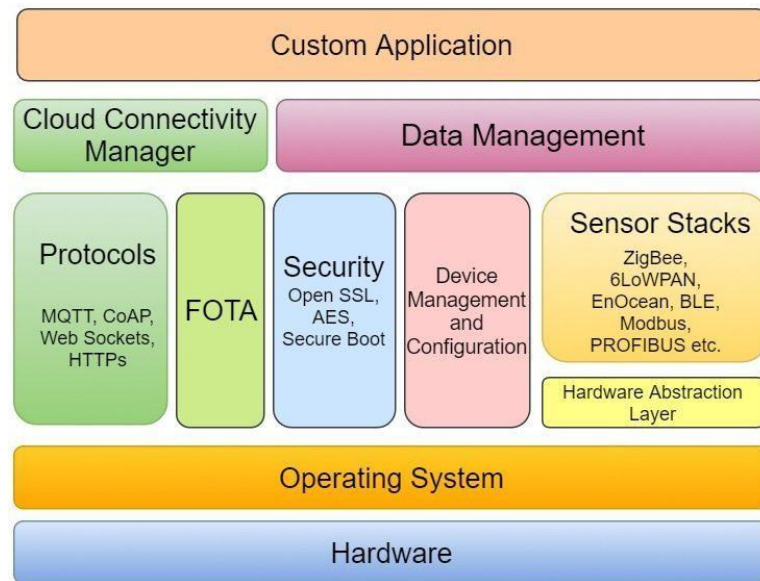 Custom Application
Cloud Connectivity
Manager
Data Management
Protocols
MQTT, CoAP,
Web Sockets,
HTTPs
FOTA
Security
Open SSL,
AES,
Secure Boot
Device
Management
and
Configuration
Sensor Stacks
ZigBee,
6LoWPAN,
EnOcean, BLE,
Modbus,
PROFIBUS etc.
Hardware Abstraction
Layer
Operating System
Hardware